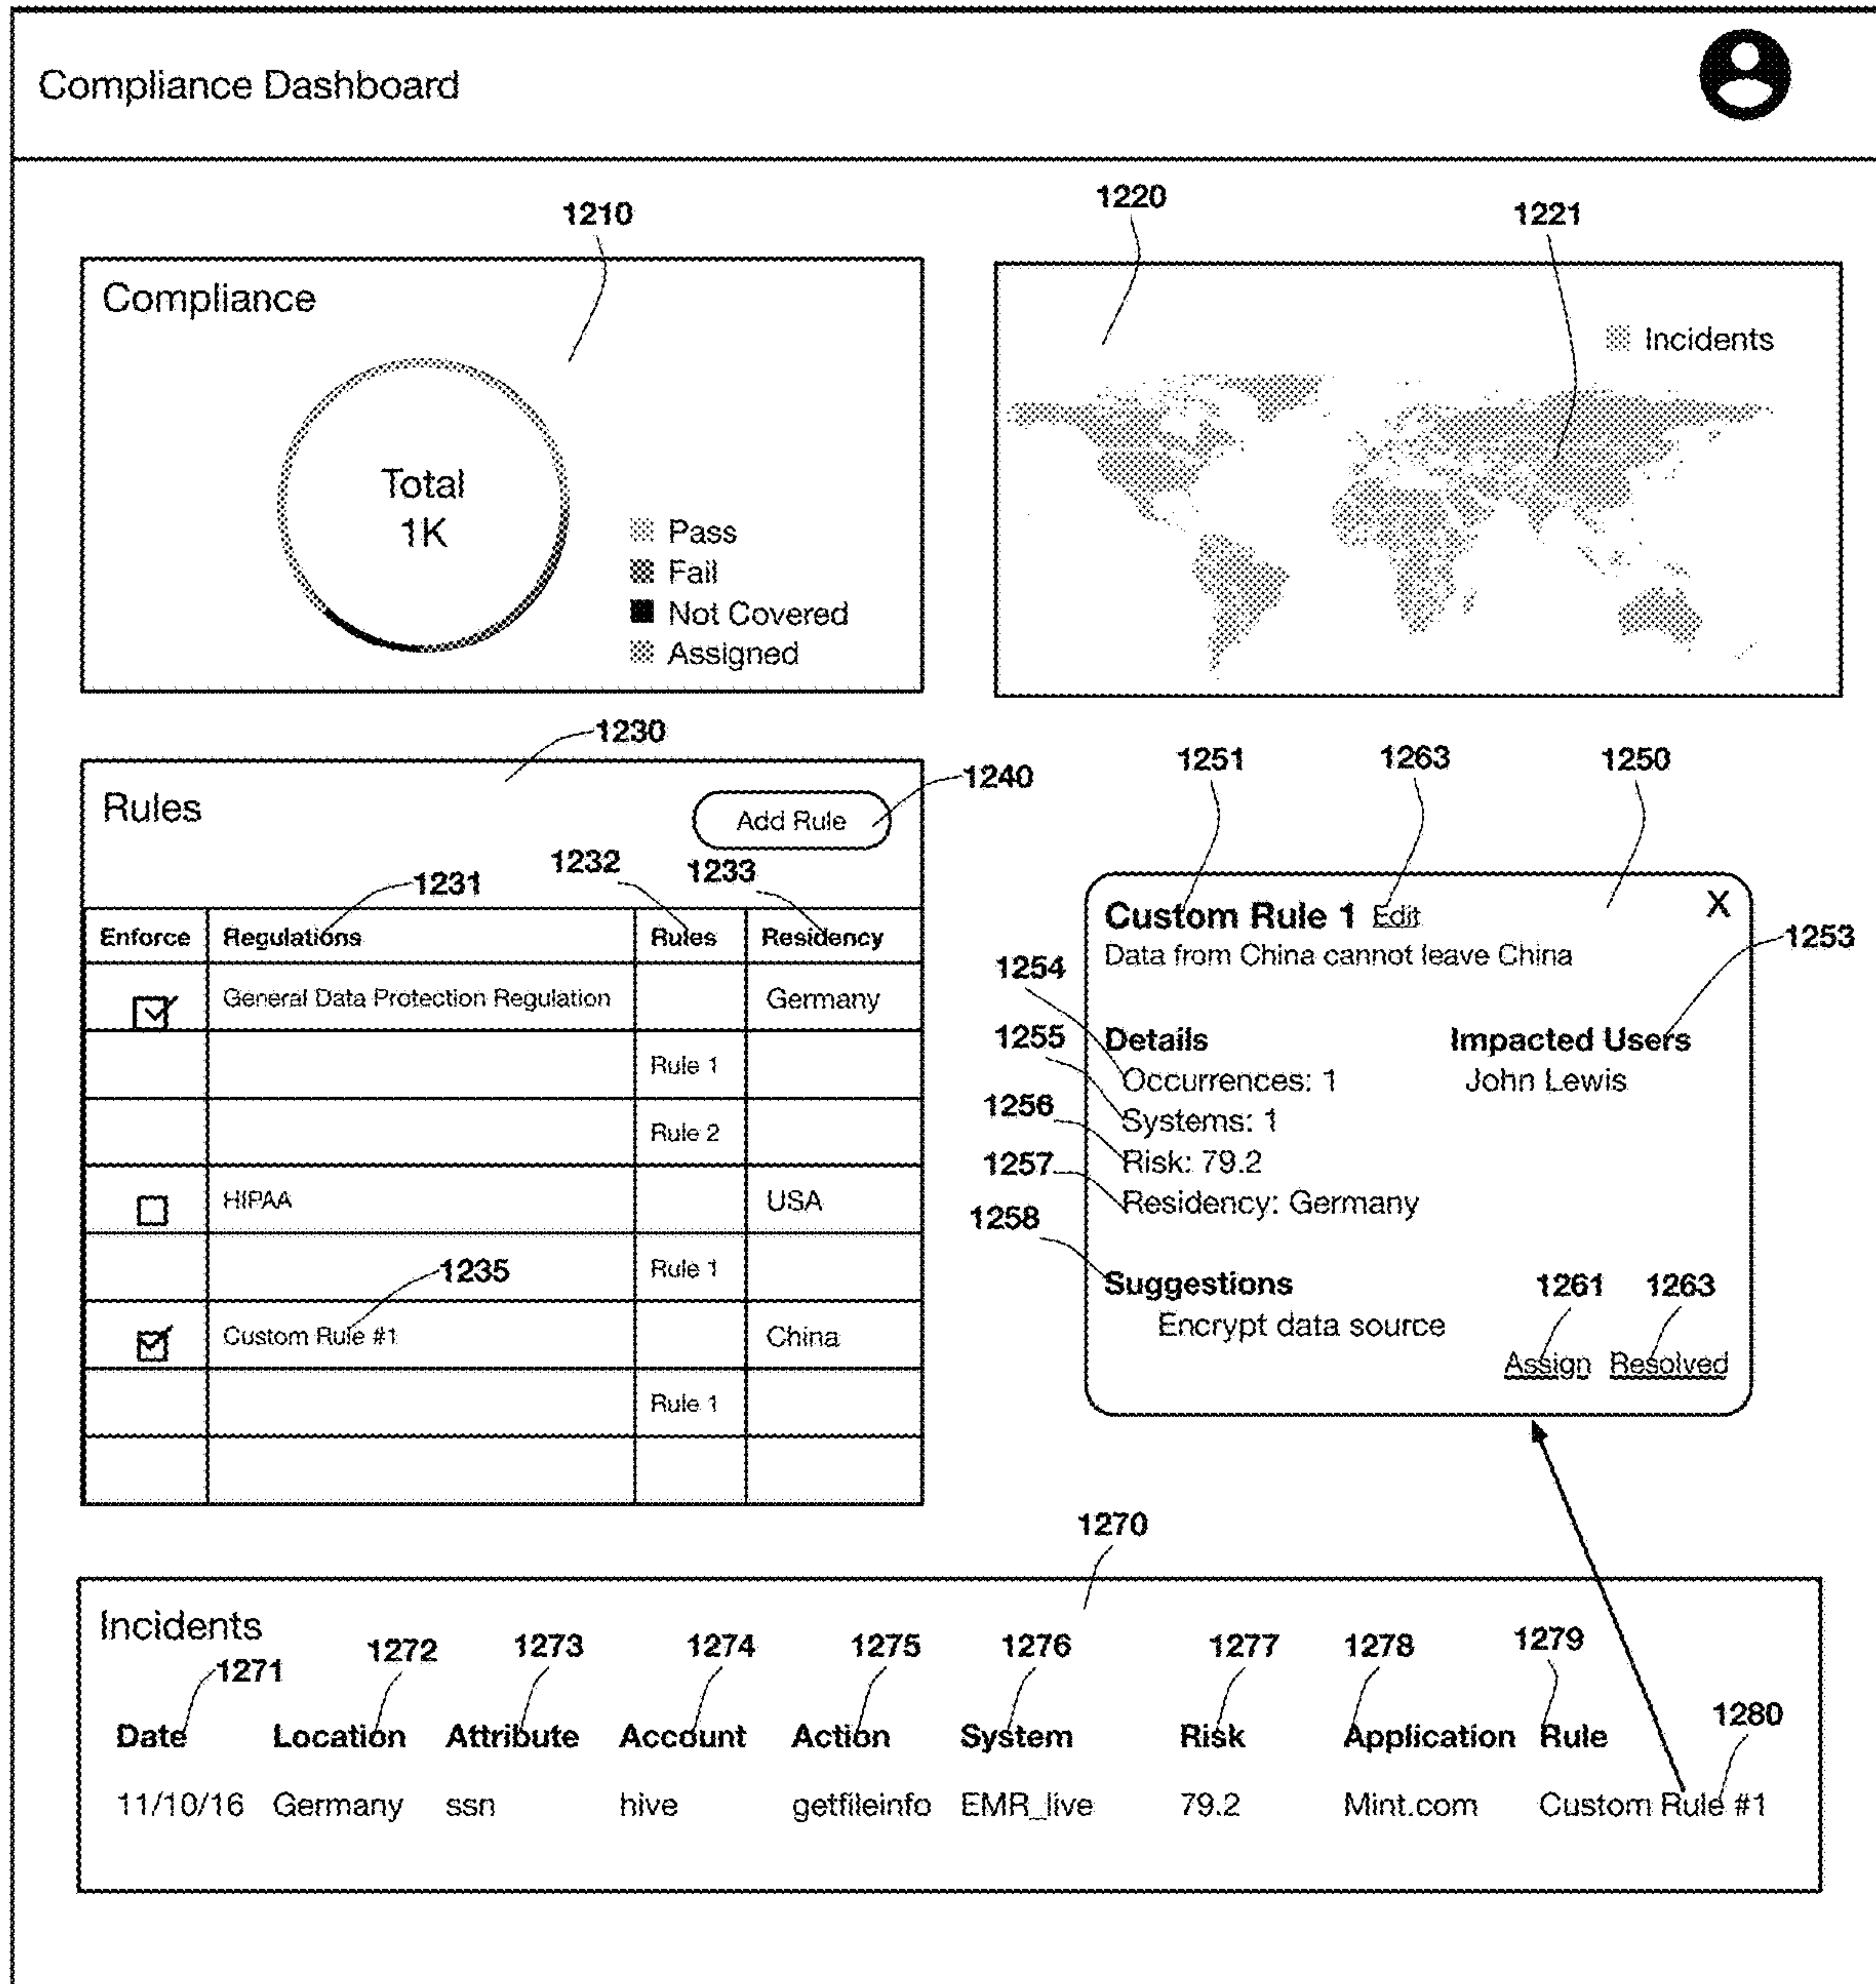 Compliance Dashboard
1210
1220
1221
Compliance
Total
1K
Pass
Fail
Not Covered
Assigned
Incidents
1230
1240
Rules
Add Rule
1231
1232
1233
Enforce Regulations Rules Residency
General Data Protection Regulation Germany
Rule 1
Rule 2
HIPAA USA
1235
Rule 1
Custom Rule #1 China
Rule 1
1251
1263
1250
Custom Rule 1 Edit X
Data from China cannot leave China
1253
1254
1255
Details
Impacted Users
Occurrences: 1
John Lewis
1256
Systems: 1
1257
Risk: 79.2
1258
Residency: Germany
Suggestions
1261
1263
Encrypt data source
Assign Resolved
1270
Incidents
1271
1272
1273
1274
1275
1276
1277
1278
1279
1280
Date Location Attribute Account Action System Risk Application Rule
11/10/16 Germany ssn hive getfileinfo EMR_live 79.2 Mint.com Custom Rule #1